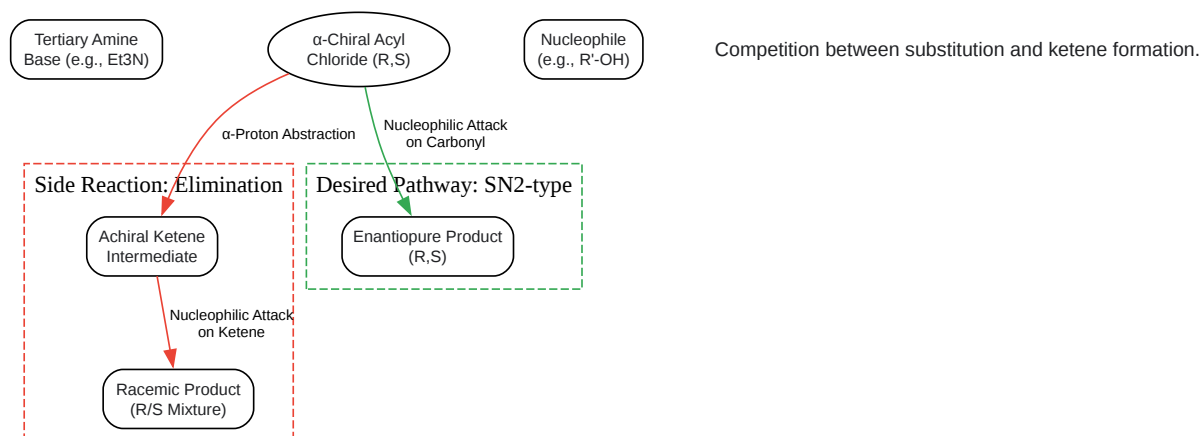 Tertiary Amine
Base (e.g., Et3N)
α-Chiral Acyl
Chloride (R,S)
Nucleophile
(e.g., R'-OH)
Competition between substitution and ketene formation.
α-Proton Abstraction
Nucleophilic Attack
on Carbonyl
Side Reaction: Elimination
Desired Pathway: SN2-type
Achiral Ketene
Intermediate
Enantiopure Product
(R,S)
Nucleophilic Attack
on Ketene
Racemic Product
(R/S Mixture)